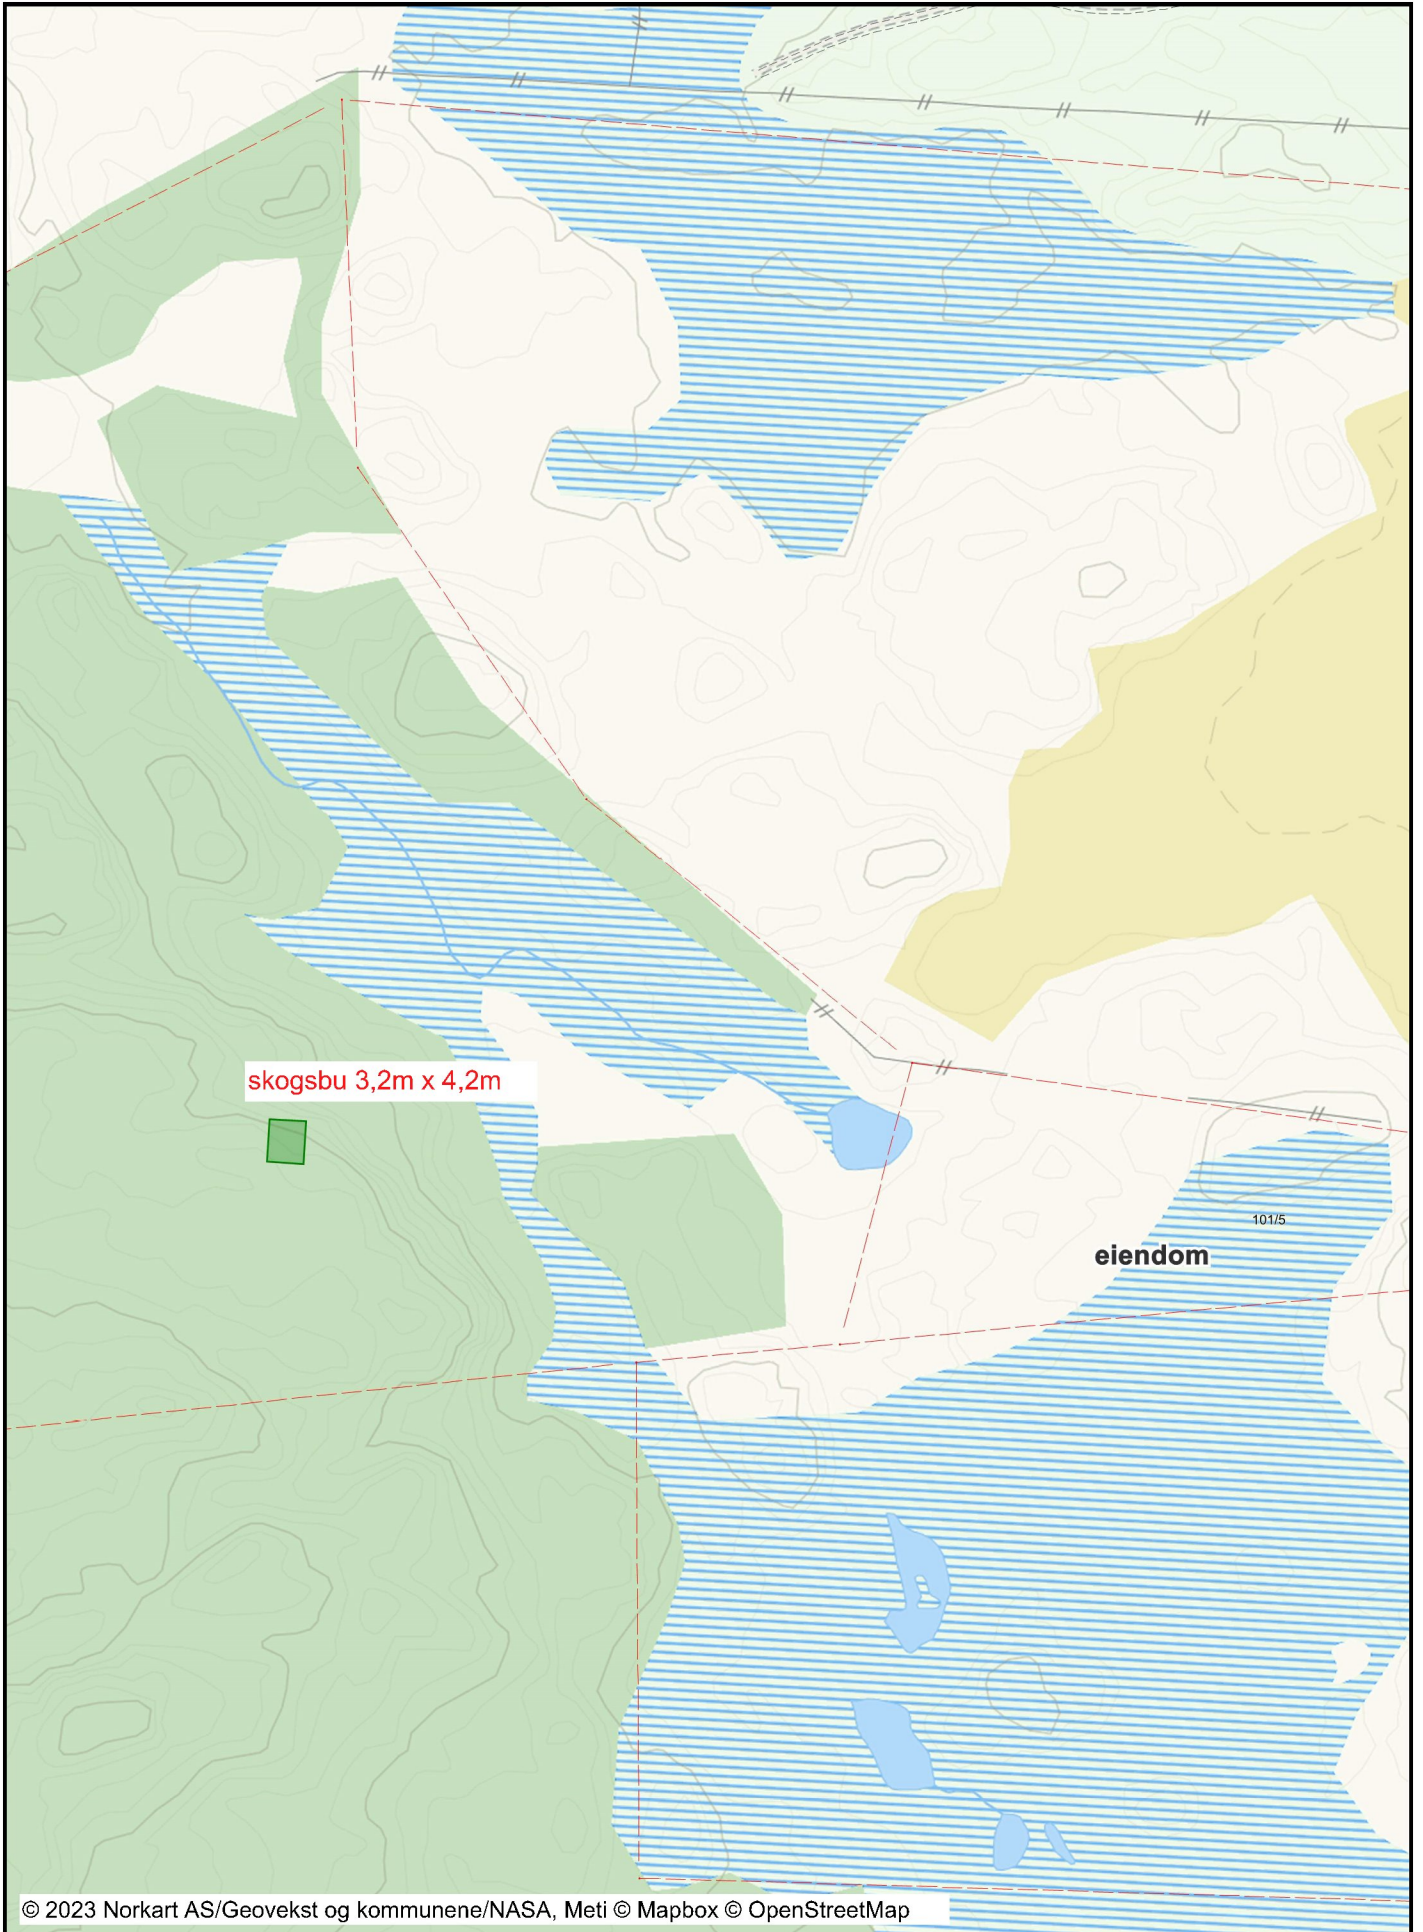 skogsbu 3,2m x 4,2m
101/5
eiendom
© 2023 Norkart AS/Geovekst og kommunene/NASA, Meti © Mapbox © OpenStreetMap